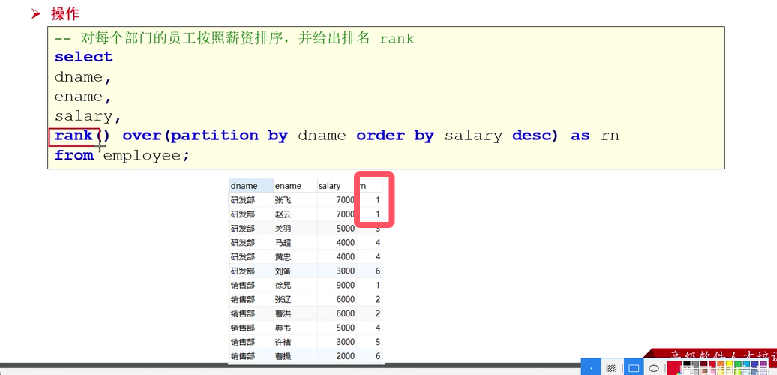 ➢ 操作
-- 对每个部门的员工按照薪资排序，并给出排名 rank
select
dname,
ename,
salary,
rank() over(partition by dname order by salary desc) as rn
from employee;
dname ename salary rn
研发部 张飞 7000 1
研发部 赵云 7000 1
研发部 关羽 5000 3
研发部 马超 4000 4
研发部 黄忠 4000 4
研发部 刘备 3000 6
销售部 徐晃 9000 1
销售部 张辽 6000 2
销售部 曹洪 6000 2
销售部 典韦 5000 4
销售部 许褚 3000 5
销售部 曹操 2000 6